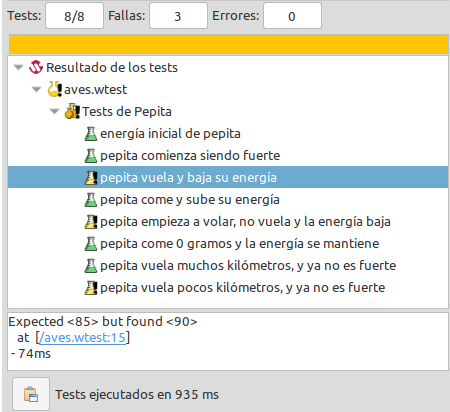 Tests: 8/8 Fallas: 3 Errores: 0
Resultado de los tests
aves.wtest
Tests de Pepita
energía inicial de pepita
pepita comienza siendo fuerte
pepita vuela y baja su energía
pepita come y sube su energía
pepita empieza a volar, no vuela y la energía baja
pepita come 0 gramos y la energía se mantiene
pepita vuela muchos kilómetros, y ya no es fuerte
pepita vuela pocos kilómetros, y ya no es fuerte
Expected <85> but found <90>
at [/aves.wtest:15]
- 74ms
Tests ejecutados en 935 ms